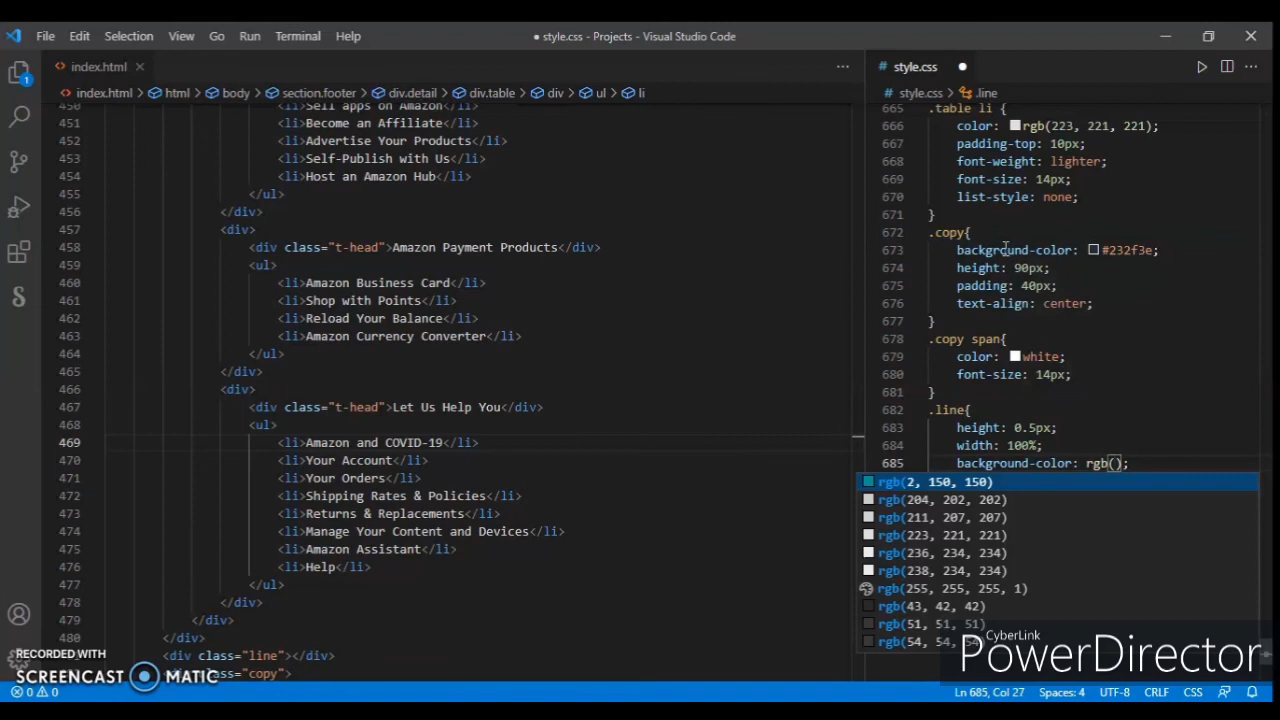 File Edit Selection View Go Run Terminal Help
● style.css - Projects - Visual Studio Code
index.html
index.html > html > body > section.footer > div.detail > div.table > div > ul > li
450 <li>Sell apps on Amazon</li>
451 <li>Become an Affiliate</li>
452 <li>Advertise Your Products</li>
453 <li>Self-Publish with Us</li>
454 <li>Host an Amazon Hub</li>
455 </ul>
456 </div>
457 <div>
458 <div class="t-head">Amazon Payment Products</div>
459 <ul>
460 <li>Amazon Business Card</li>
461 <li>Shop with Points</li>
462 <li>Reload Your Balance</li>
463 <li>Amazon Currency Converter</li>
464 </ul>
465 </div>
466 <div>
467 <div class="t-head">Let Us Help You</div>
468 <ul>
469 <li>Amazon and COVID-19</li>
470 <li>Your Account</li>
471 <li>Your Orders</li>
472 <li>Shipping Rates & Policies</li>
473 <li>Returns & Replacements</li>
474 <li>Manage Your Content and Devices</li>
475 <li>Amazon Assistant</li>
476 <li>Help</li>
477 </ul>
478 </div>
479 </div>
480 </div>
<div class="line"></div>
<div class="copy">
style.css
style.css > .line
665 .table li {
666 color: rgb(223, 221, 221);
667 padding-top: 10px;
668 font-weight: lighter;
669 font-size: 14px;
670 list-style: none;
671 }
672 .copy{
673 background-color: #232f3e;
674 height: 90px;
675 padding: 40px;
676 text-align: center;
677 }
678 .copy span{
679 color: white;
680 font-size: 14px;
681 }
682 .line{
683 height: 0.5px;
684 width: 100%;
685 background-color: rgb();
rgb(2, 150, 150)
rgb(204, 202, 202)
rgb(211, 207, 207)
rgb(223, 221, 221)
rgb(236, 234, 234)
rgb(238, 234, 234)
rgb(255, 255, 255, 1)
rgb(43, 42, 42)
rgb(51, 51, 51)
rgb(54, 54, 54)
RECORDED WITH
SCREENCAST MATIC
CyberLink
PowerDirector
0 0
Ln 685, Col 27 Spaces: 4 UTF-8 CRLF CSS